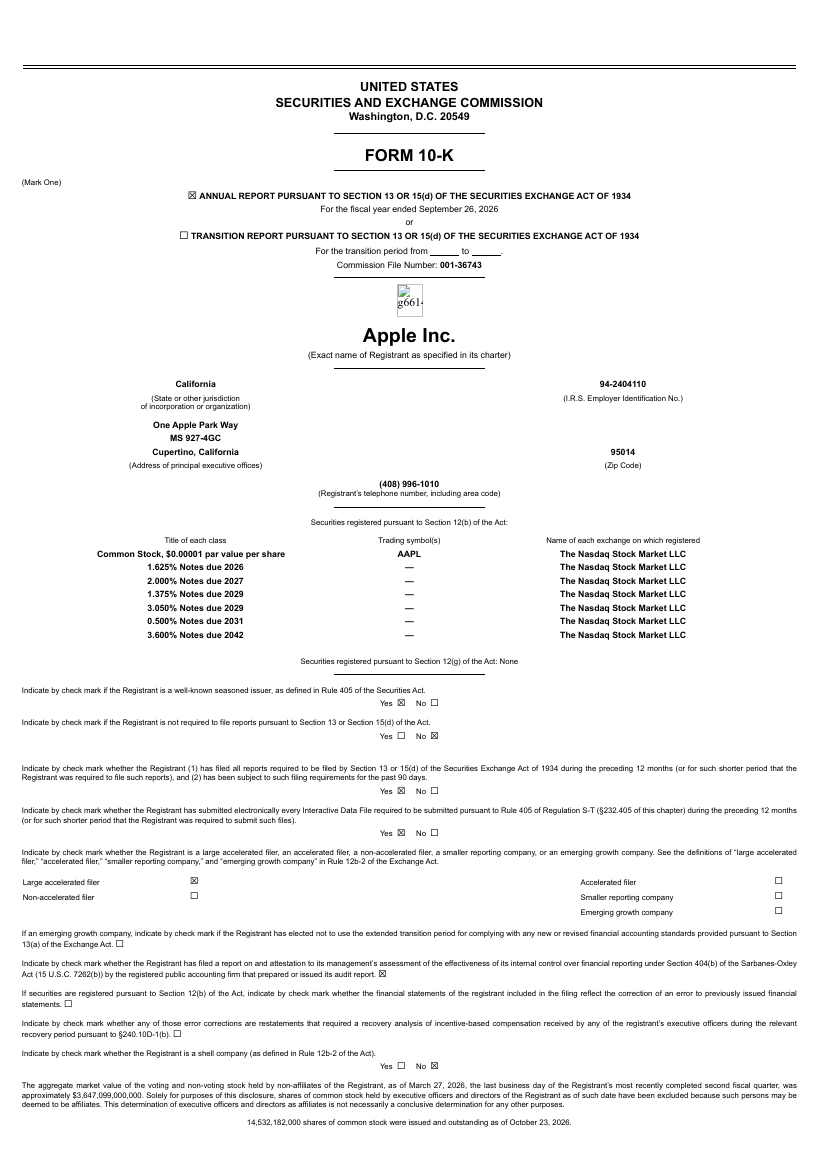 UNITED STATES
SECURITIES AND EXCHANGE COMMISSION
Washington, D.C. 20549
FORM 10-K
(Mark One)
☒ ANNUAL REPORT PURSUANT TO SECTION 13 OR 15(d) OF THE SECURITIES EXCHANGE ACT OF 1934
For the fiscal year ended September 26, 2026
or
☐ TRANSITION REPORT PURSUANT TO SECTION 13 OR 15(d) OF THE SECURITIES EXCHANGE ACT OF 1934
For the transition period from ______ to ______.
Commission File Number: 001-36743
g661
Apple Inc.
(Exact name of Registrant as specified in its charter)
California 94-2404110
(State or other jurisdiction (I.R.S. Employer Identification No.)
of incorporation or organization)
One Apple Park Way
MS 927-4GC
Cupertino, California 95014
(Address of principal executive offices) (Zip Code)
(408) 996-1010
(Registrant's telephone number, including area code)
Securities registered pursuant to Section 12(b) of the Act:
Title of each class Trading symbol(s) Name of each exchange on which registered
Common Stock, $0.00001 par value per share AAPL The Nasdaq Stock Market LLC
1.625% Notes due 2026 — The Nasdaq Stock Market LLC
2.000% Notes due 2027 — The Nasdaq Stock Market LLC
1.375% Notes due 2029 — The Nasdaq Stock Market LLC
3.050% Notes due 2029 — The Nasdaq Stock Market LLC
0.500% Notes due 2031 — The Nasdaq Stock Market LLC
3.600% Notes due 2042 — The Nasdaq Stock Market LLC
Securities registered pursuant to Section 12(g) of the Act: None
Indicate by check mark if the Registrant is a well-known seasoned issuer, as defined in Rule 405 of the Securities Act.
Yes ☒ No ☐
Indicate by check mark if the Registrant is not required to file reports pursuant to Section 13 or Section 15(d) of the Act.
Yes ☐ No ☒
Indicate by check mark whether the Registrant (1) has filed all reports required to be filed by Section 13 or 15(d) of the Securities Exchange Act of 1934 during the preceding 12 months (or for such shorter period that the
Registrant was required to file such reports), and (2) has been subject to such filing requirements for the past 90 days.
Yes ☒ No ☐
Indicate by check mark whether the Registrant has submitted electronically every Interactive Data File required to be submitted pursuant to Rule 405 of Regulation S-T (§232.405 of this chapter) during the preceding 12 months
(or for such shorter period that the Registrant was required to submit such files).
Yes ☒ No ☐
Indicate by check mark whether the Registrant is a large accelerated filer, an accelerated filer, a non-accelerated filer, a smaller reporting company, or an emerging growth company. See the definitions of “large accelerated
filer,” “accelerated filer,” “smaller reporting company,” and “emerging growth company” in Rule 12b-2 of the Exchange Act.
Large accelerated filer ☒ Accelerated filer ☐
Non-accelerated filer ☐ Smaller reporting company ☐
Emerging growth company ☐
If an emerging growth company, indicate by check mark if the Registrant has elected not to use the extended transition period for complying with any new or revised financial accounting standards provided pursuant to Section
13(a) of the Exchange Act. ☐
Indicate by check mark whether the Registrant has filed a report on and attestation to its management's assessment of the effectiveness of its internal control over financial reporting under Section 404(b) of the Sarbanes-Oxley
Act (15 U.S.C. 7262(b)) by the registered public accounting firm that prepared or issued its audit report. ☒
If securities are registered pursuant to Section 12(b) of the Act, indicate by check mark whether the financial statements of the registrant included in the filing reflect the correction of an error to previously issued financial
statements. ☐
Indicate by check mark whether any of those error corrections are restatements that required a recovery analysis of incentive-based compensation received by any of the registrant's executive officers during the relevant
recovery period pursuant to §240.10D-1(b). ☐
Indicate by check mark whether the Registrant is a shell company (as defined in Rule 12b-2 of the Act).
Yes ☐ No ☒
The aggregate market value of the voting and non-voting stock held by non-affiliates of the Registrant, as of March 27, 2026, the last business day of the Registrant's most recently completed second fiscal quarter, was
approximately $3,647,099,000,000. Solely for purposes of this disclosure, shares of common stock held by executive officers and directors of the Registrant as of such date have been excluded because such persons may be
deemed to be affiliates. This determination of executive officers and directors as affiliates is not necessarily a conclusive determination for any other purposes.
14,532,182,000 shares of common stock were issued and outstanding as of October 23, 2026.